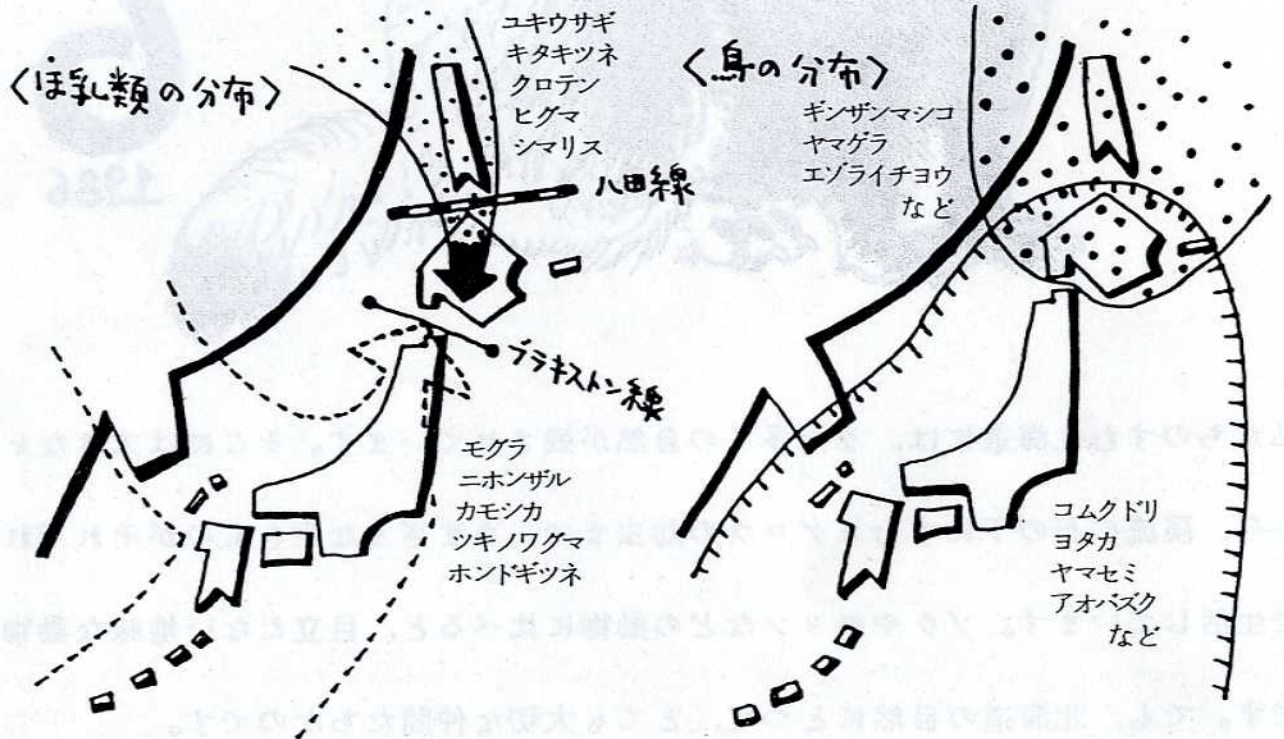 〈ほ乳類の分布〉
ユキウサギ
キタキツネ
クロテン
ヒグマ
シマリス
八田線
ブラキストン線
モグラ
ニホンザル
カモシカ
ツキノワグマ
ホンドギツネ
〈鳥の分布〉
ギンザンマシコ
ヤマゲラ
エゾライチョウ
など
コムクドリ
ヨタカ
ヤマセミ
アオバズク
など
1986